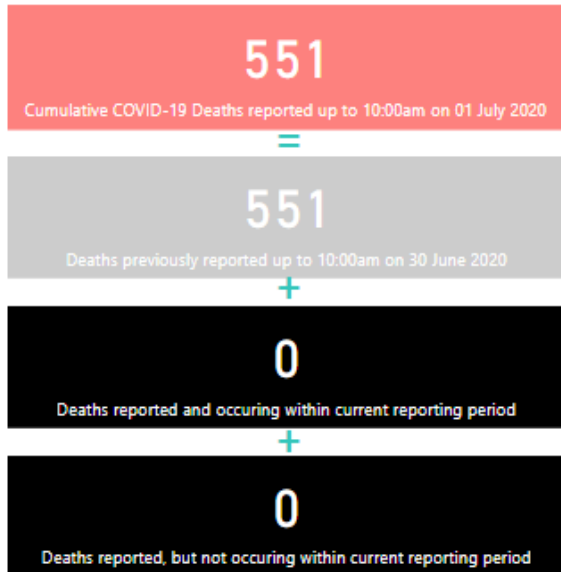 551
Cumulative COVID-19 Deaths reported up to 10:00am on 01 July 2020
=
551
Deaths previously reported up to 10:00am on 30 June 2020
+
0
Deaths reported and occuring within current reporting period
+
0
Deaths reported, but not occuring within current reporting period